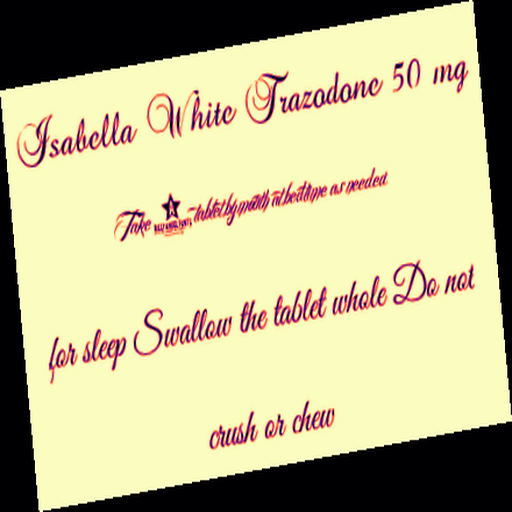 Isabella White Trazodone 50 mg
Take tablet by mouth at bedtime as needed
for sleep Swallow the tablet whole Do not
crush or chew